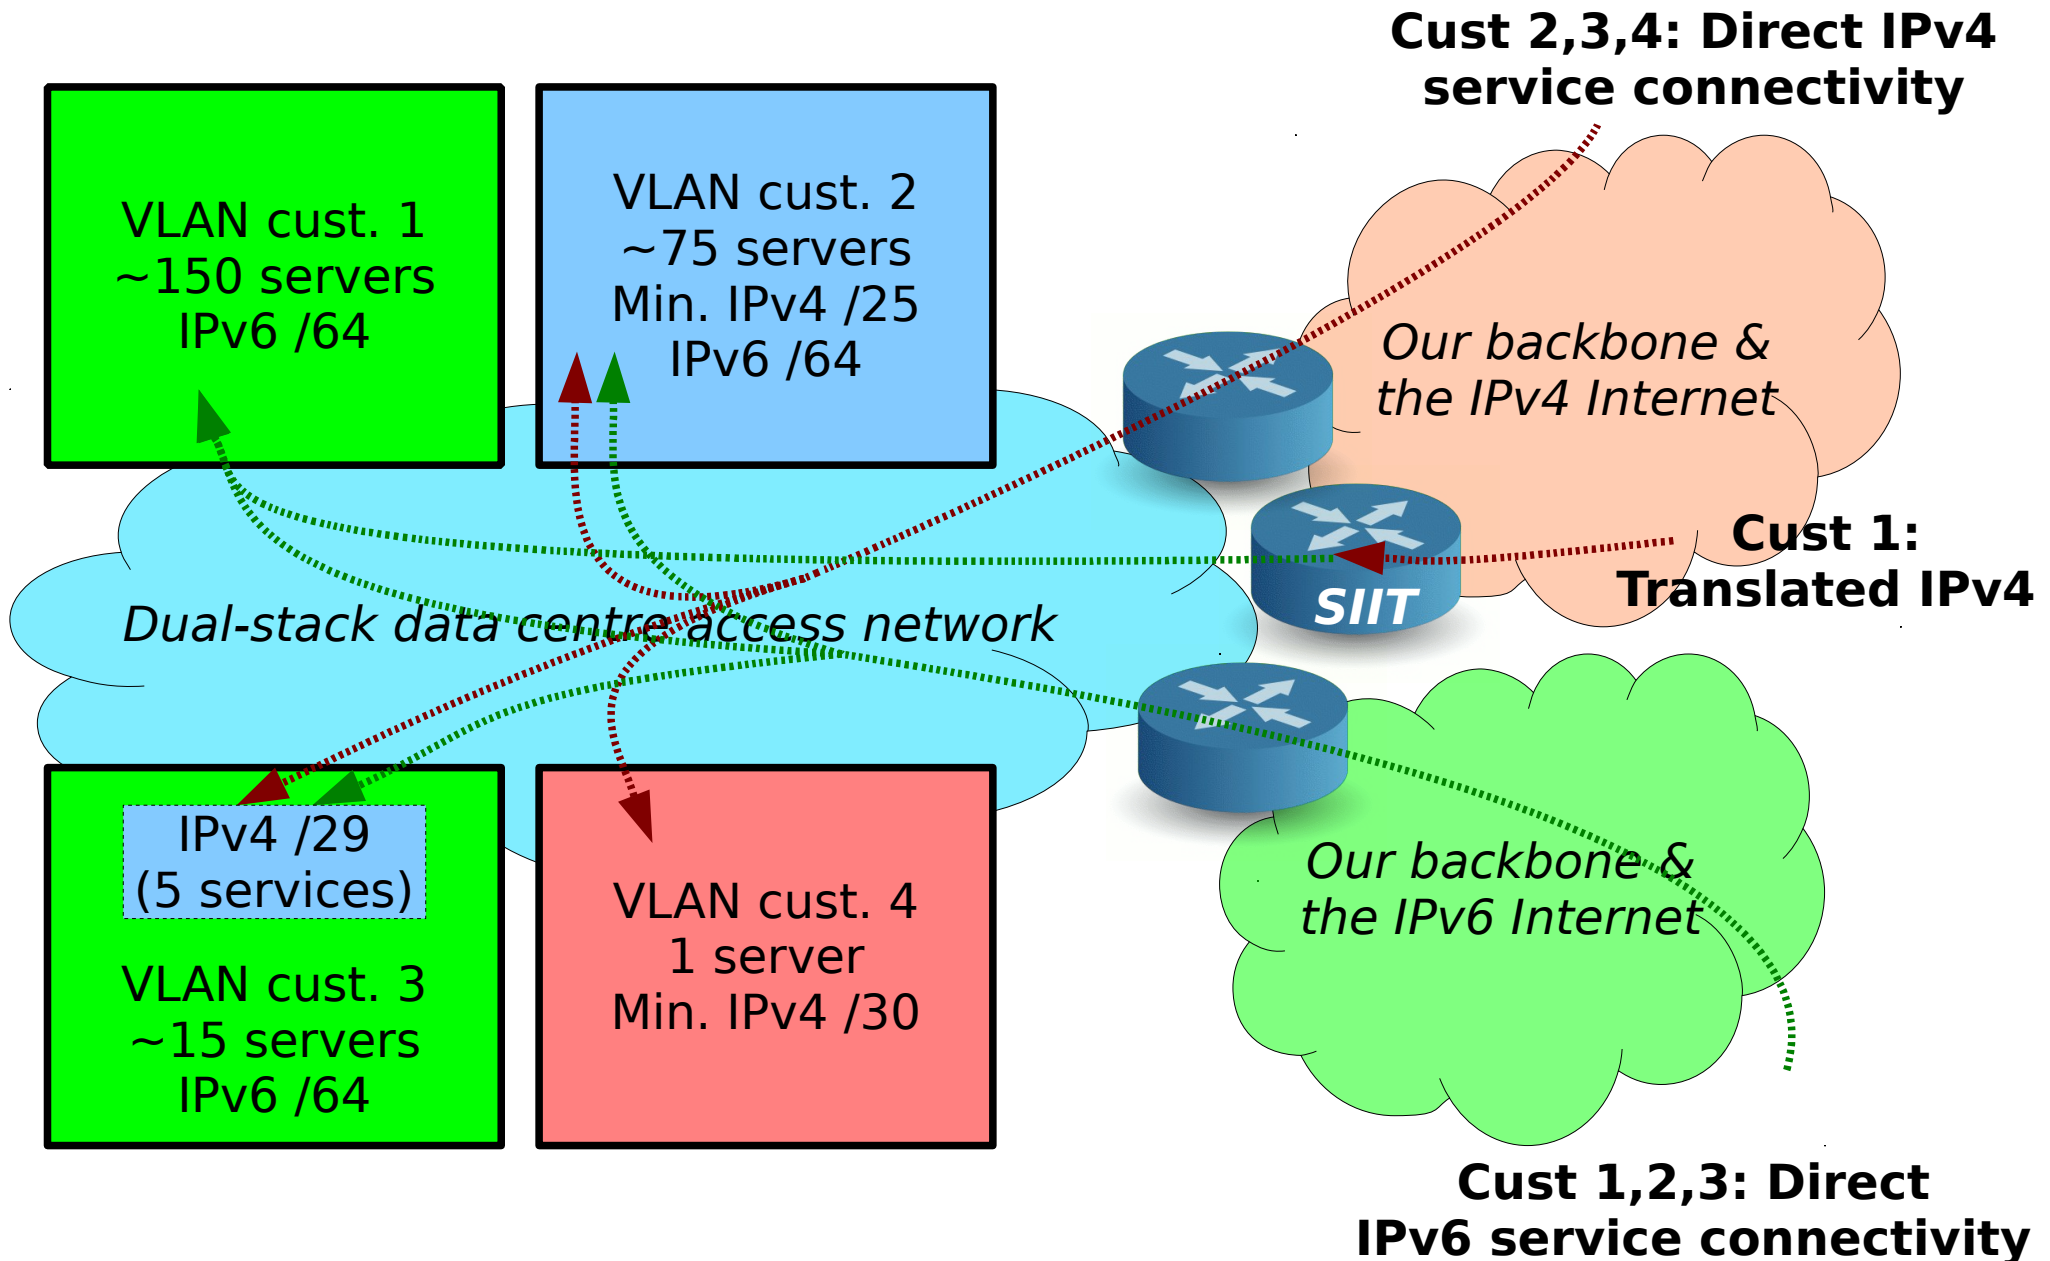 Cust 2,3,4: Direct IPv4
service connectivity
VLAN cust. 1
~150 servers
IPv6 /64
VLAN cust. 2
~75 servers
Min. IPv4 /25
IPv6 /64
Our backbone &
the IPv4 Internet
Cust 1:
Translated IPv4
SIIT
Dual-stack data centre access network
IPv4 /29
(5 services)
VLAN cust. 3
~15 servers
IPv6 /64
VLAN cust. 4
1 server
Min. IPv4 /30
Our backbone &
the IPv6 Internet
Cust 1,2,3: Direct
IPv6 service connectivity